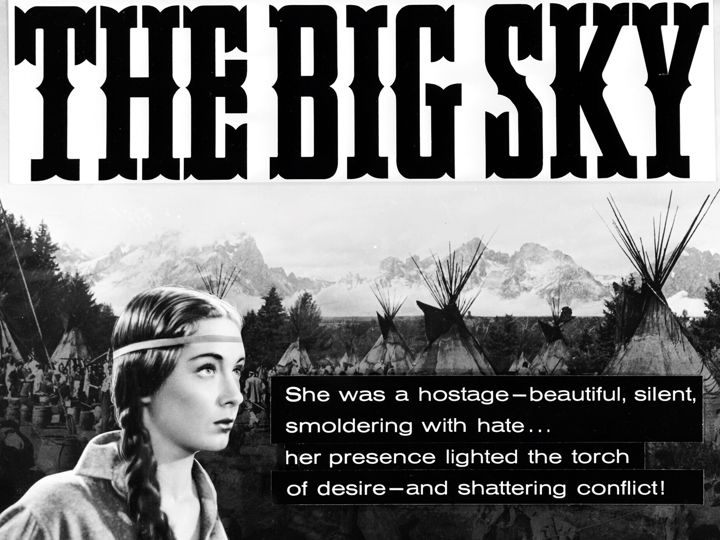 THE BIG SKY
She was a hostage—beautiful, silent,
smoldering with hate...
her presence lighted the torch
of desire—and shattering conflict!